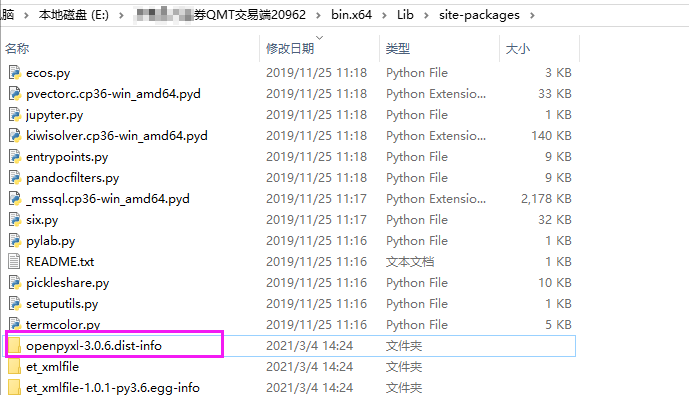 脑 › 本地磁盘 (E:) › 券QMT交易端20962 › bin.x64 › Lib › site-packages ›
名称 修改日期 类型 大小
ecos.py 2019/11/25 11:18 Python File 3 KB
pvectorc.cp36-win_amd64.pyd 2019/11/25 11:18 Python Extensio... 33 KB
jupyter.py 2019/11/25 11:18 Python File 1 KB
kiwisolver.cp36-win_amd64.pyd 2019/11/25 11:18 Python Extensio... 140 KB
entrypoints.py 2019/11/25 11:18 Python File 9 KB
pandocfilters.py 2019/11/25 11:18 Python File 9 KB
_mssql.cp36-win_amd64.pyd 2019/11/25 11:17 Python Extensio... 2,178 KB
six.py 2019/11/25 11:17 Python File 32 KB
pylab.py 2019/11/25 11:16 Python File 1 KB
README.txt 2019/11/25 11:16 文本文档 1 KB
pickleshare.py 2019/11/25 11:16 Python File 10 KB
setuputils.py 2019/11/25 11:16 Python File 1 KB
termcolor.py 2019/11/25 11:16 Python File 5 KB
openpyxl-3.0.6.dist-info 2021/3/4 14:24 文件夹
et_xmlfile 2021/3/4 14:24 文件夹
et_xmlfile-1.0.1-py3.6.egg-info 2021/3/4 14:24 文件夹